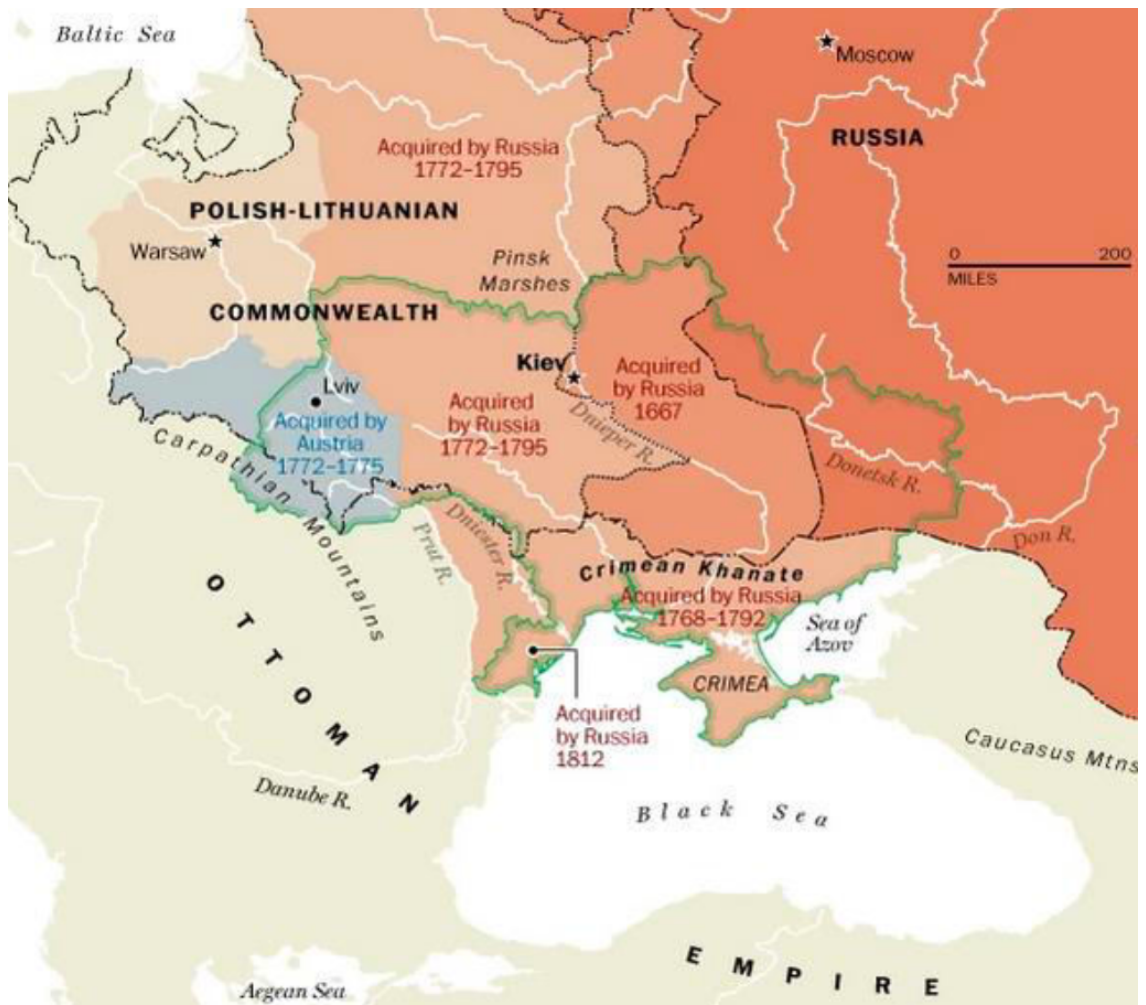 Baltic Sea
Moscow
RUSSIA
Acquired by Russia
1772–1795
POLISH-LITHUANIAN
Warsaw
Pinsk
Marshes
0 200
MILES
COMMONWEALTH
Kiev
Acquired
by Russia
1667
Lviv
Acquired by
Austria
1772–1775
Acquired
by Russia
1772–1795
Dnieper R.
Donetsk R.
Carpathian Mountains
Prut R.
Dniester R.
Don R.
Crimean Khanate
Acquired by Russia
1768–1792
Sea of
Azov
CRIMEA
Acquired
by Russia
1812
Caucasus Mtns
OTTOMAN
Danube R.
Black Sea
EMPIRE
Aegean Sea